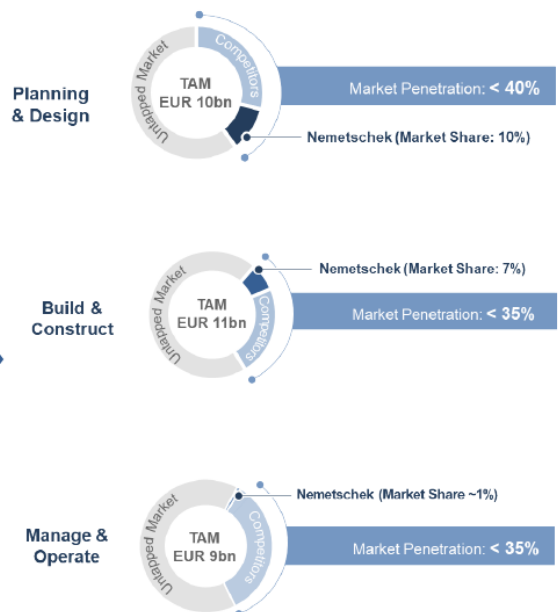 Planning
& Design
Untapped Market
Competitors
TAM
EUR 10bn
Market Penetration: < 40%
Nemetschek (Market Share: 10%)
Build &
Construct
Untapped Market
Competitors
TAM
EUR 11bn
Nemetschek (Market Share: 7%)
Market Penetration: < 35%
Manage &
Operate
Untapped Market
Competitors
TAM
EUR 9bn
Nemetschek (Market Share ~1%)
Market Penetration: < 35%